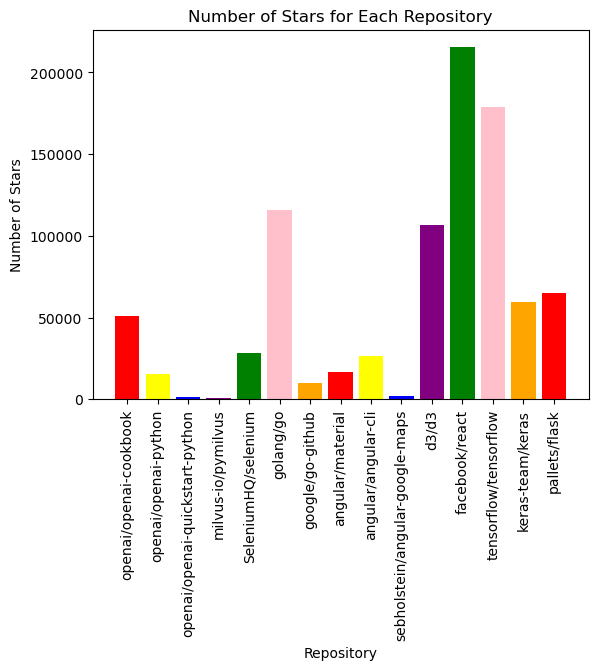 Number of Stars for Each Repository
Number of Stars
200000
150000
100000
50000
0
openai/openai-cookbook
openai/openai-python
openai/openai-quickstart-python
milvus-io/pymilvus
SeleniumHQ/selenium
golang/go
google/go-github
angular/material
angular/angular-cli
sebholstein/angular-google-maps
d3/d3
facebook/react
tensorflow/tensorflow
keras-team/keras
pallets/flask
Repository